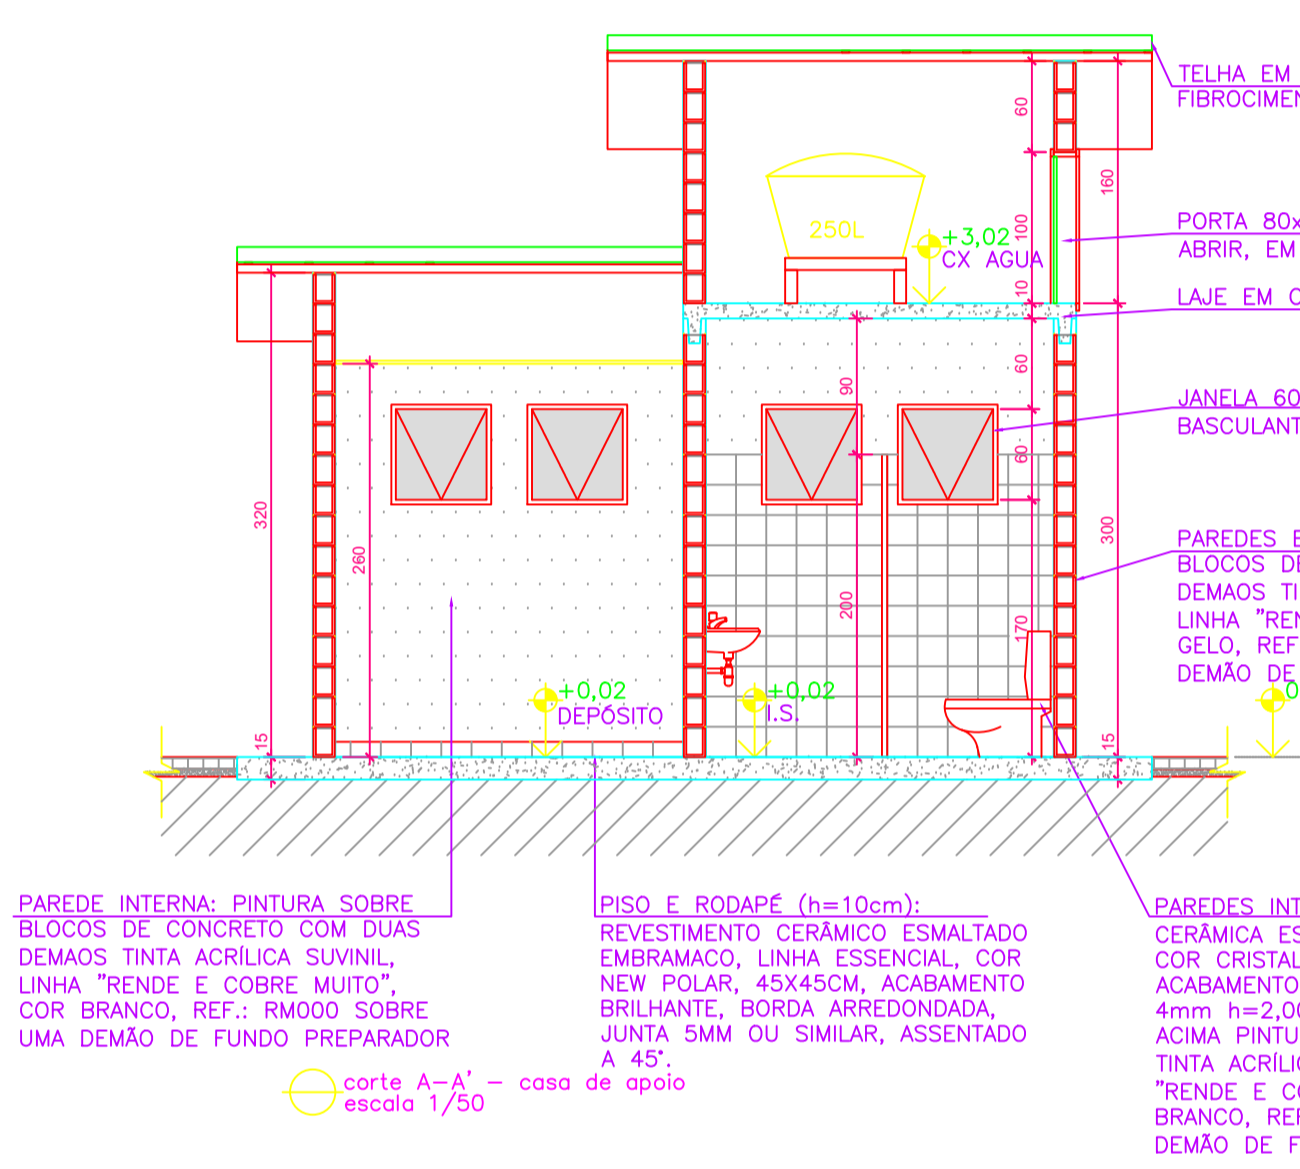 TELHA EM
FIBROCIMEN
60
160
PORTA 80x
ABRIR, EM
250L
+3,02
CX AGUA
100
10
LAJE EM C
60
90
JANELA 60
BASCULANT
60
320
260
300
PAREDES E
BLOCOS DE
DEMAOS TI
LINHA "REN
GELO, REF
DEMÃO DE
200
170
+0,02
DEPÓSITO
+0,02
I.S.
0
15
15
PAREDE INTERNA: PINTURA SOBRE
BLOCOS DE CONCRETO COM DUAS
DEMAOS TINTA ACRÍLICA SUVINIL,
LINHA "RENDE E COBRE MUITO",
COR BRANCO, REF.: RM000 SOBRE
UMA DEMÃO DE FUNDO PREPARADOR
PISO E RODAPÉ (h=10cm):
REVESTIMENTO CERÂMICO ESMALTADO
EMBRAMACO, LINHA ESSENCIAL, COR
NEW POLAR, 45X45CM, ACABAMENTO
BRILHANTE, BORDA ARREDONDADA,
JUNTA 5MM OU SIMILAR, ASSENTADO
A 45°.
PAREDES INT
CERÂMICA ES
COR CRISTAL
ACABAMENTO
4mm h=2,00
ACIMA PINTU
TINTA ACRÍLIC
"RENDE E CO
BRANCO, REF
DEMÃO DE F
corte A-A' - casa de apoio
escala 1/50